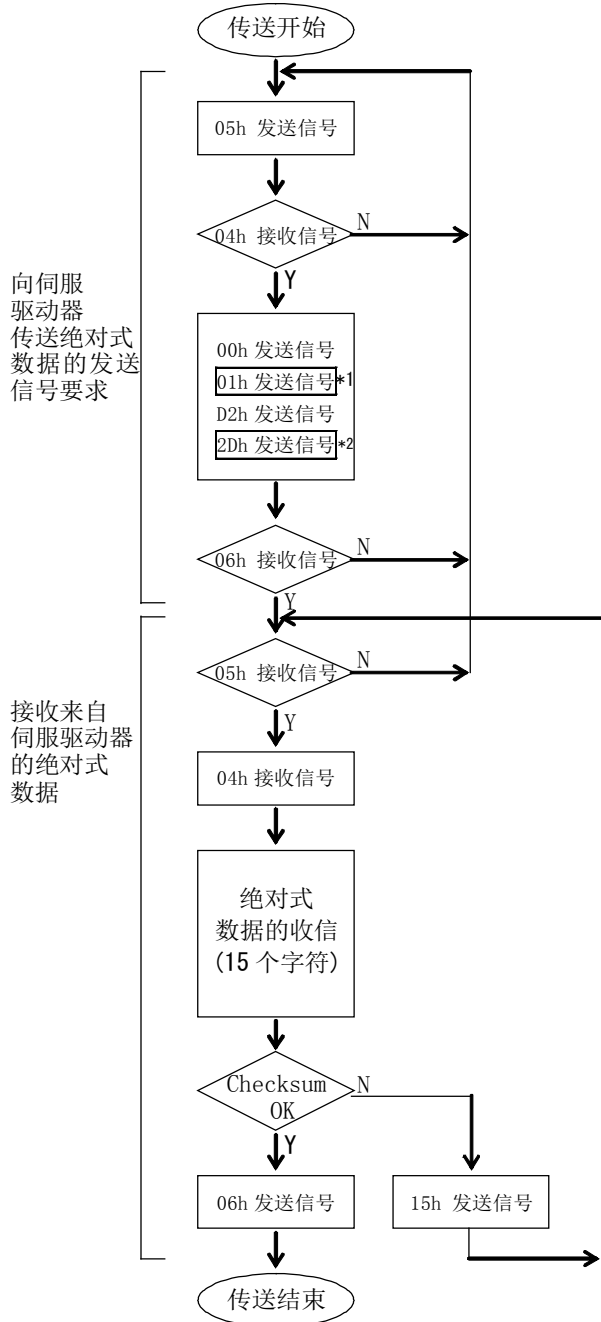 传送开始
05h 发送信号
04h 接收信号
N
Y
向伺服
驱动器
传送绝对式
数据的发送
信号要求
00h 发送信号
01h 发送信号*1
D2h 发送信号
2Dh 发送信号*2
06h 接收信号
N
Y
05h 接收信号
N
Y
接收来自
伺服驱动器
的绝对式
数据
04h 接收信号
绝对式
数据的收信
(15 个字符)
Checksum
OK
N
Y
06h 发送信号
15h 发送信号
传送结束